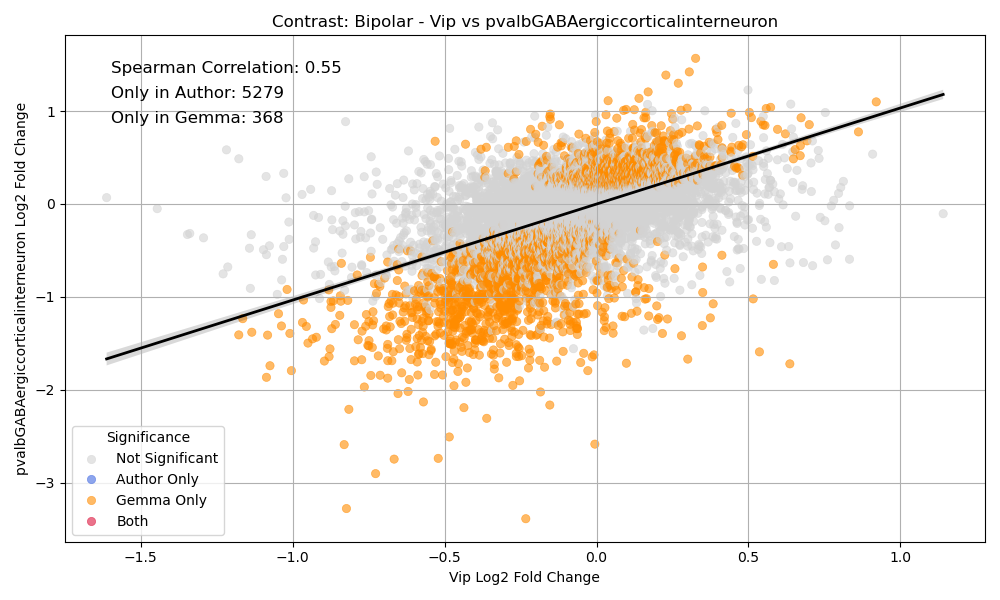 Contrast: Bipolar - Vip vs pvalbGABAergiccorticalinterneuron
Spearman Correlation: 0.55
Only in Author: 5279
Only in Gemma: 368
pvalbGABAergiccorticalinterneuron Log2 Fold Change
1
0
−1
−2
−3
Significance
Not Significant
Author Only
Gemma Only
Both
−1.5
−1.0
−0.5
0.0
0.5
1.0
Vip Log2 Fold Change